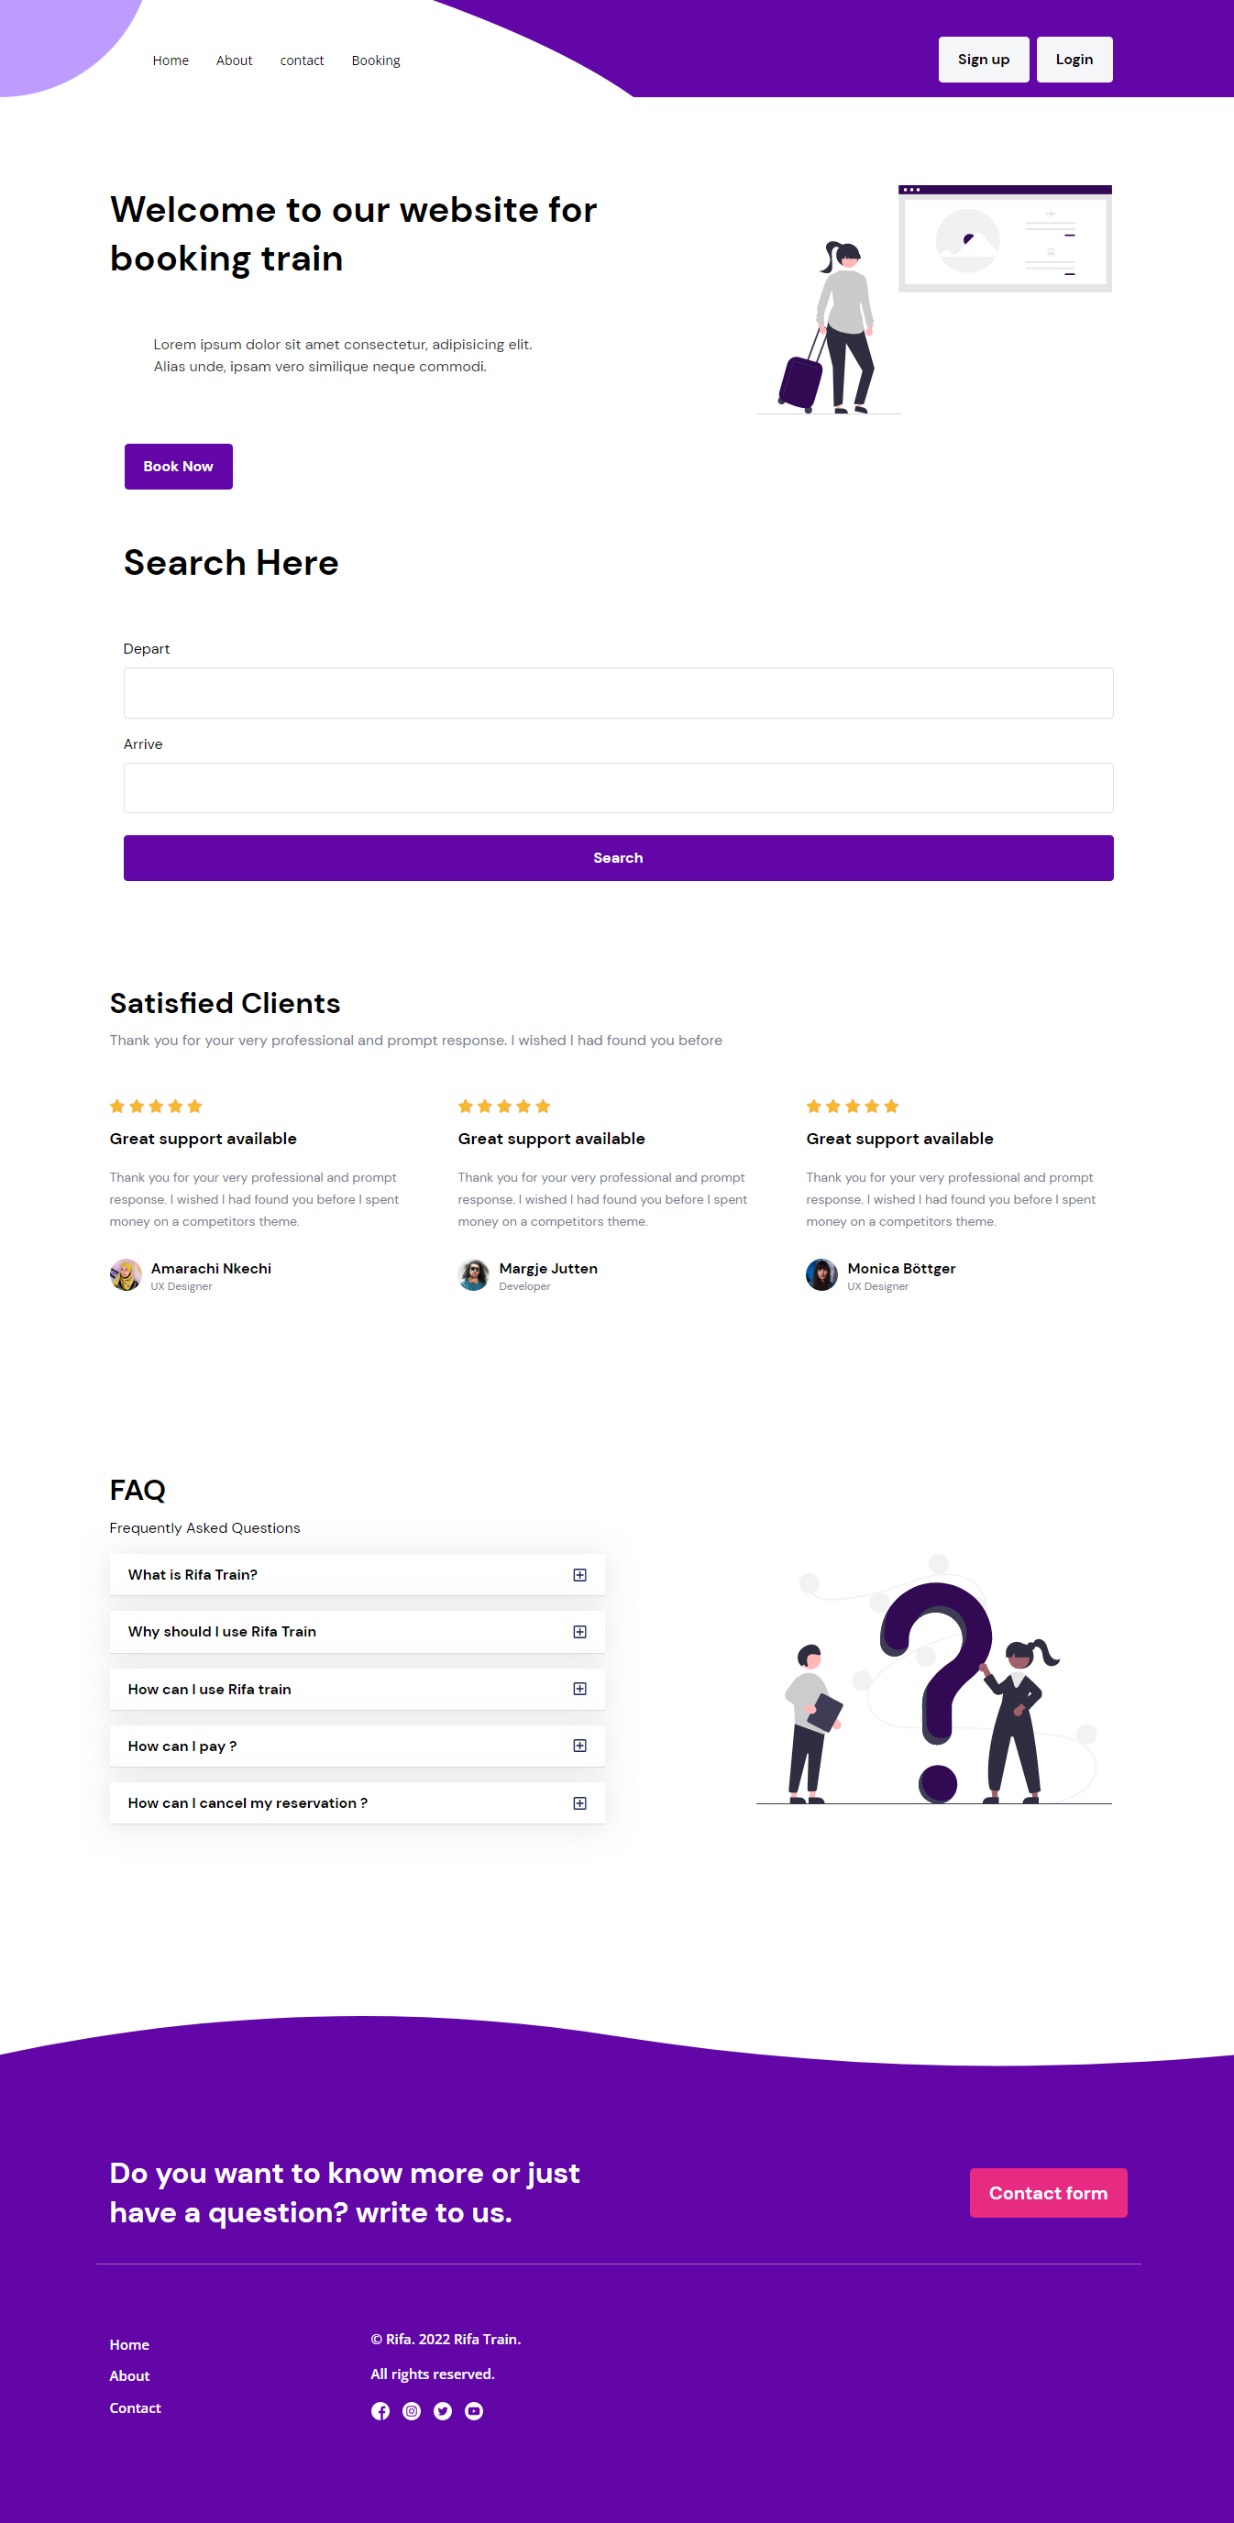 Home About contact Booking Sign up Login
Welcome to our website for
booking train
Lorem ipsum dolor sit amet consectetur, adipisicing elit.
Alias unde, ipsam vero similique neque commodi.
Book Now
Search Here
Depart
Arrive
Search
Satisfied Clients
Thank you for your very professional and prompt response. I wished I had found you before
Great support available
Thank you for your very professional and prompt
response. I wished I had found you before I spent
money on a competitors theme.
Amarachi Nkechi
UX Designer
Great support available
Thank you for your very professional and prompt
response. I wished I had found you before I spent
money on a competitors theme.
Margje Jutten
Developer
Great support available
Thank you for your very professional and prompt
response. I wished I had found you before I spent
money on a competitors theme.
Monica Böttger
UX Designer
FAQ
Frequently Asked Questions
What is Rifa Train?
Why should I use Rifa Train
How can I use Rifa train
How can I pay ?
How can I cancel my reservation ?
Do you want to know more or just
have a question? write to us.
Contact form
Home
About
Contact
© Rifa. 2022 Rifa Train.
All rights reserved.